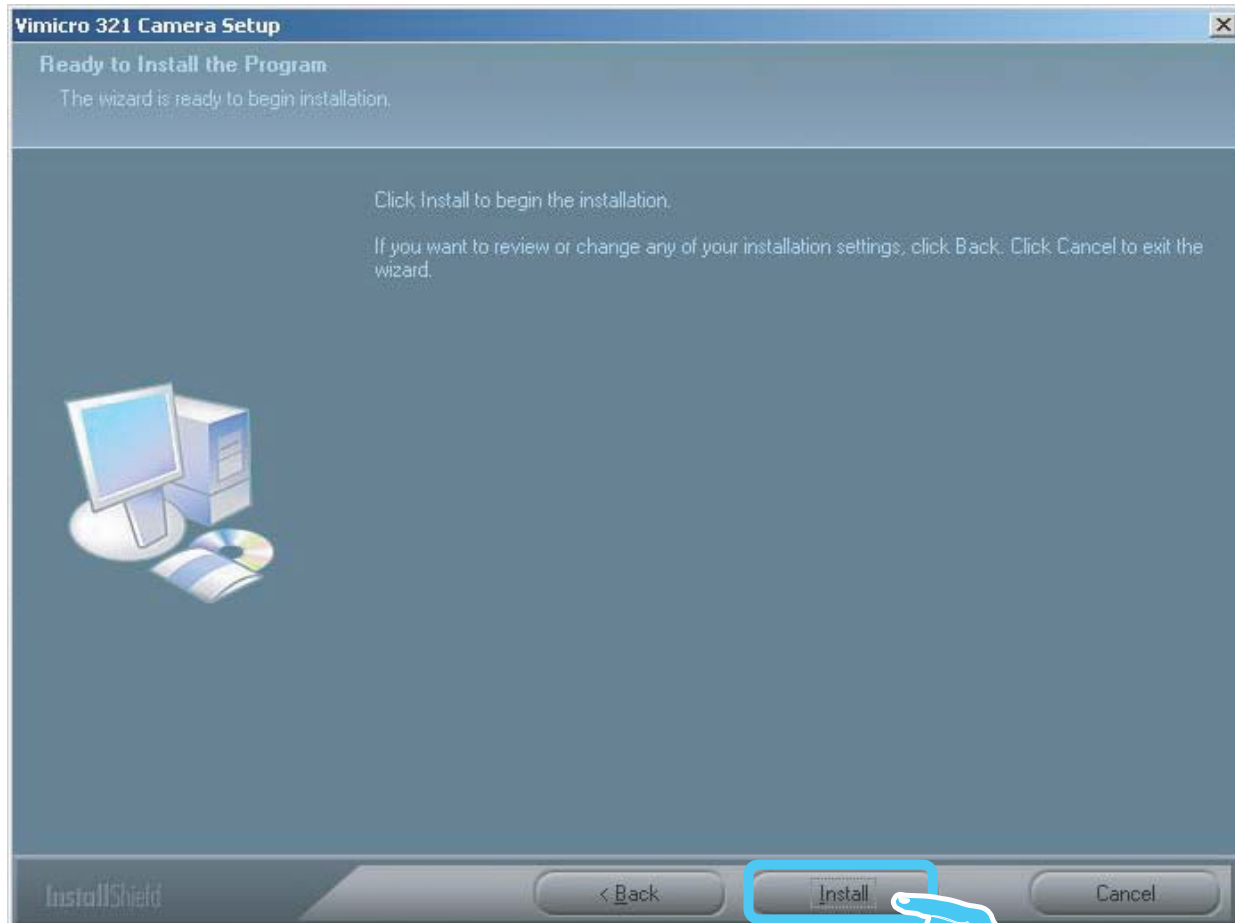 Vimicro 321 Camera Setup
Ready to Install the Program
The wizard is ready to begin installation.
Click Install to begin the installation.
If you want to review or change any of your installation settings, click Back. Click Cancel to exit the
wizard.
InstallShield
< Back Install Cancel